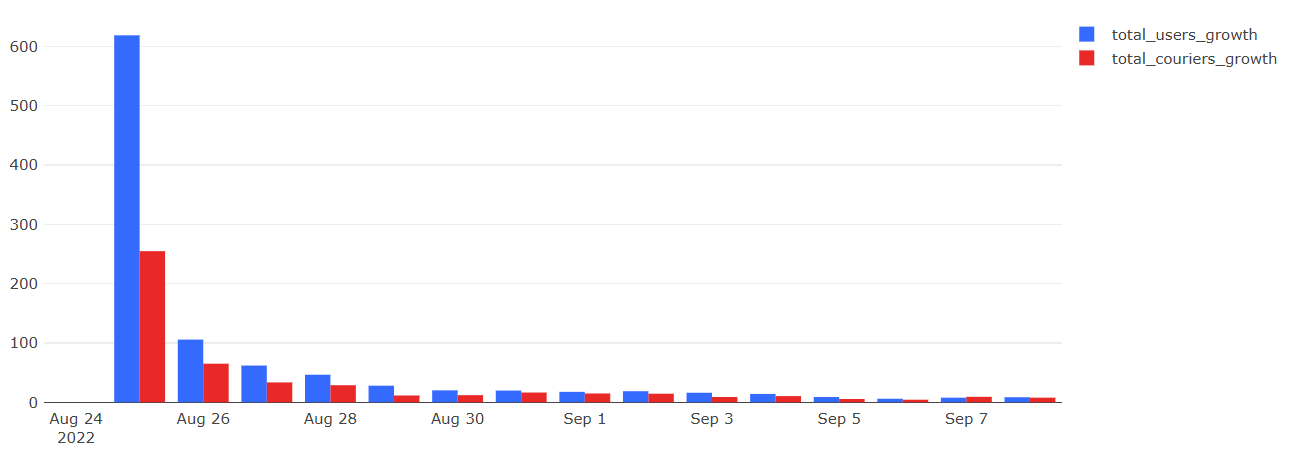 600
500
400
300
200
100
0
Aug 24
2022
Aug 26
Aug 28
Aug 30
Sep 1
Sep 3
Sep 5
Sep 7
total_users_growth
total_couriers_growth